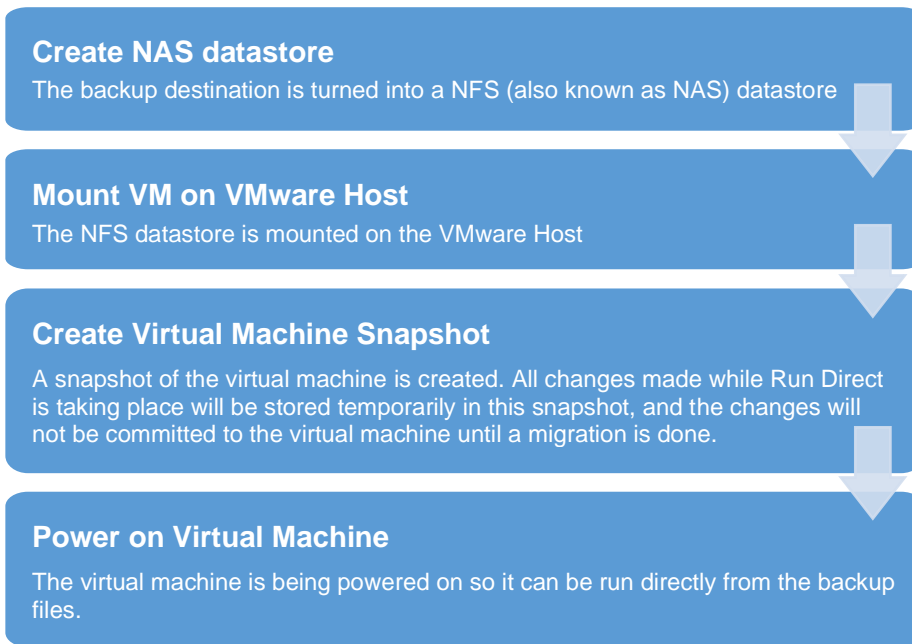 Create NAS datastore
The backup destination is turned into a NFS (also known as NAS) datastore
Mount VM on VMware Host
The NFS datastore is mounted on the VMware Host
Create Virtual Machine Snapshot
A snapshot of the virtual machine is created. All changes made while Run Direct
is taking place will be stored temporarily in this snapshot, and the changes will
not be committed to the virtual machine until a migration is done.
Power on Virtual Machine
The virtual machine is being powered on so it can be run directly from the backup
files.